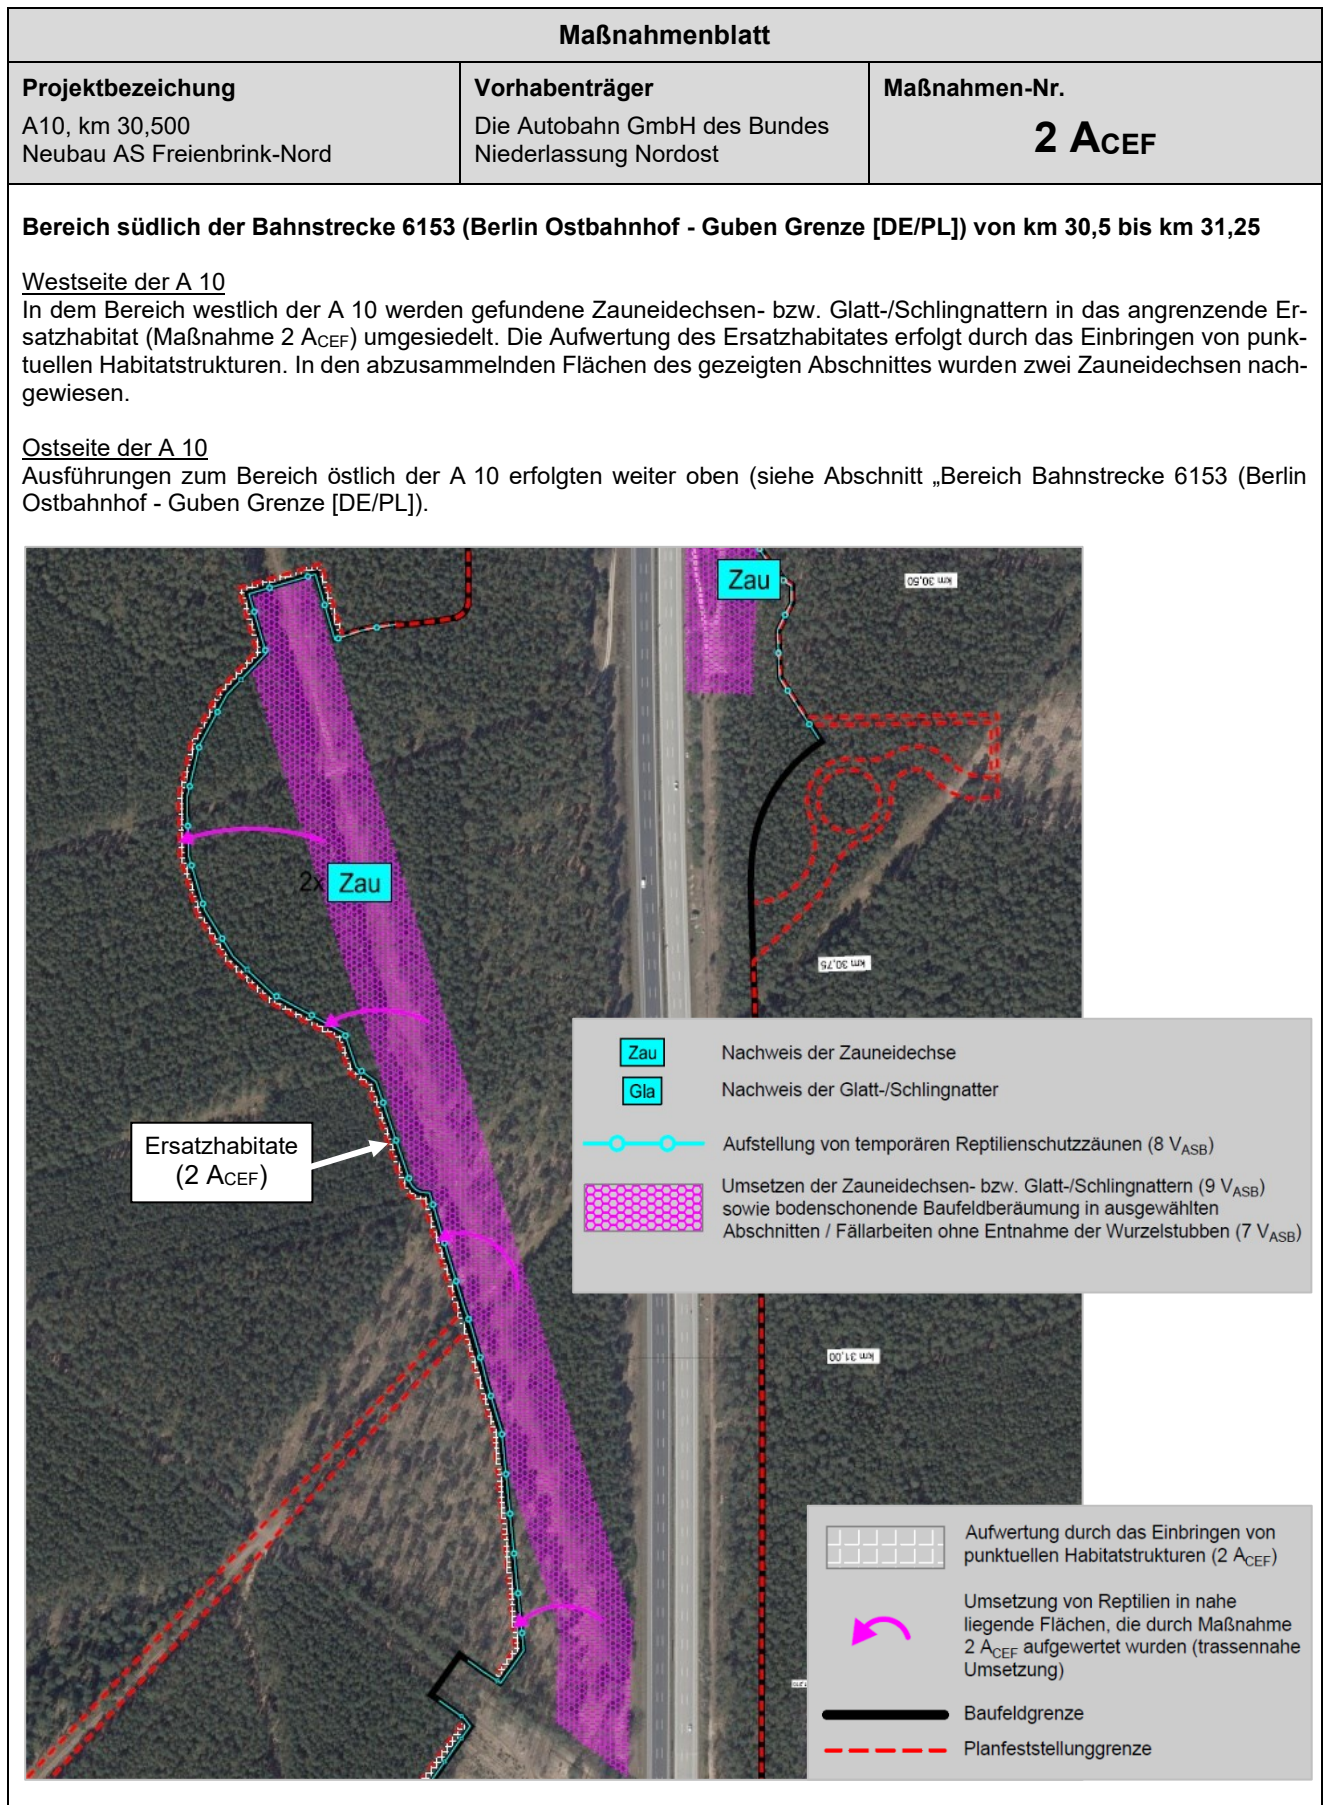 Maßnahmenblatt
Projektbezeichung
A10, km 30,500
Neubau AS Freienbrink-Nord
Vorhabenträger
Die Autobahn GmbH des Bundes
Niederlassung Nordost
Maßnahmen-Nr.
2 ACEF
Bereich südlich der Bahnstrecke 6153 (Berlin Ostbahnhof - Guben Grenze [DE/PL]) von km 30,5 bis km 31,25
Westseite der A 10
In dem Bereich westlich der A 10 werden gefundene Zauneidechsen- bzw. Glatt-/Schlingnattern in das angrenzende Er-
satzhabitat (Maßnahme 2 ACEF) umgesiedelt. Die Aufwertung des Ersatzhabitates erfolgt durch das Einbringen von punk-
tuellen Habitatstrukturen. In den abzusammelnden Flächen des gezeigten Abschnittes wurden zwei Zauneidechsen nach-
gewiesen.
Ostseite der A 10
Ausführungen zum Bereich östlich der A 10 erfolgten weiter oben (siehe Abschnitt „Bereich Bahnstrecke 6153 (Berlin
Ostbahnhof - Guben Grenze [DE/PL]).
Zau
km 30,50
2x Zau
km 30,75
Zau Nachweis der Zauneidechse
Gla Nachweis der Glatt-/Schlingnatter
Aufstellung von temporären Reptilienschutzzäunen (8 VASB)
Umsetzen der Zauneidechsen- bzw. Glatt-/Schlingnattern (9 VASB)
sowie bodenschonende Baufeldberäumung in ausgewählten
Abschnitten / Fällarbeiten ohne Entnahme der Wurzelstubben (7 VASB)
Ersatzhabitate
(2 ACEF)
km 31,00
Aufwertung durch das Einbringen von
punktuellen Habitatstrukturen (2 ACEF)
Umsetzung von Reptilien in nahe
liegende Flächen, die durch Maßnahme
2 ACEF aufgewertet wurden (trassennahe
Umsetzung)
Baufeldgrenze
Planfeststellunggrenze